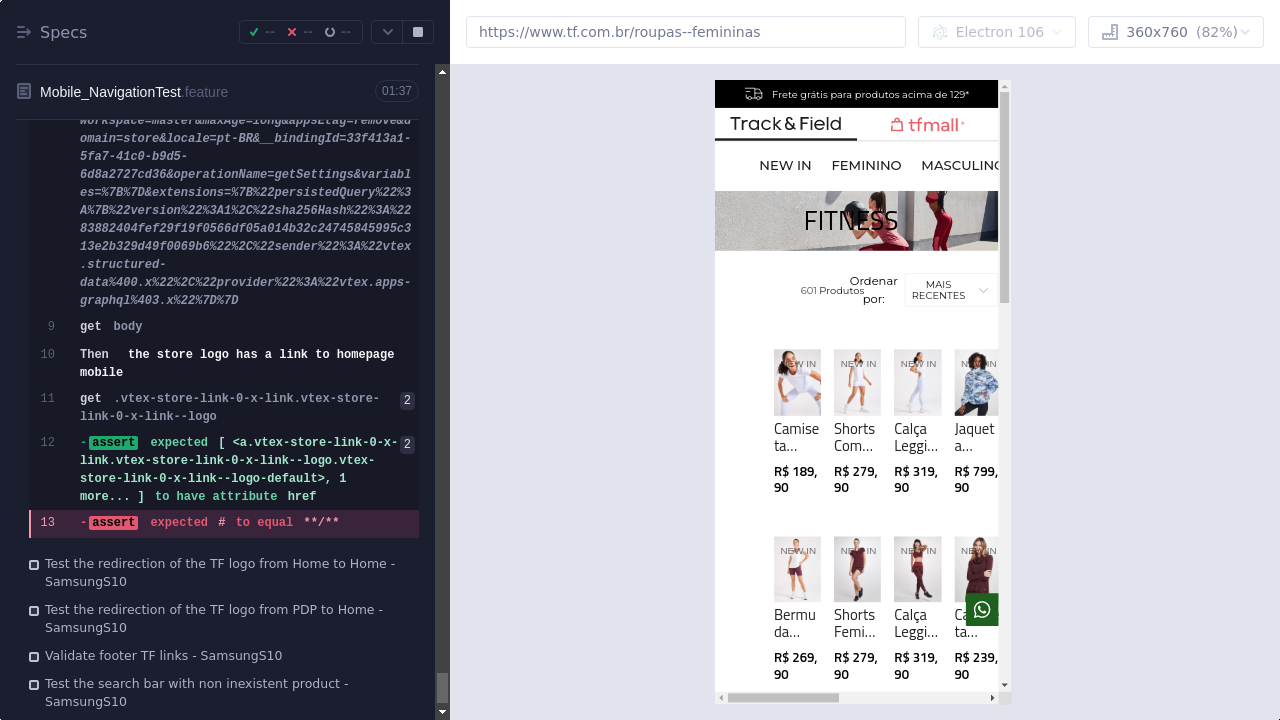 Specs
--
--
--
https://www.tf.com.br/roupas--femininas
Electron 106
360x760 (82%)
Mobile_NavigationTest.feature
01:37
workspace=master&maxAge=long&appsEtag=remove&d
omain=store&locale=pt-BR&__bindingId=33f413a1-
5fa7-41c0-b9d5-
6d8a2727cd36&operationName=getSettings&variabl
es=%7B%7D&extensions=%7B%22persistedQuery%22%3
A%7B%22version%22%3A1%2C%22sha256Hash%22%3A%22
83882404fef29f19f0566df05a014b32c24745845995c3
13e2b329d49f0069b6%22%2C%22sender%22%3A%22vtex
.structured-
data%400.x%22%2C%22provider%22%3A%22vtex.apps-
graphql%403.x%22%7D%7D
9 get body
10 Then the store logo has a link to homepage
mobile
11 get .vtex-store-link-0-x-link.vtex-store-
link-0-x-link--logo
2
12 -assert expected [ <a.vtex-store-link-0-x-
link.vtex-store-link-0-x-link--logo.vtex-
store-link-0-x-link--logo-default>, 1
more... ] to have attribute href
2
13 -assert expected # to equal **/**
Test the redirection of the TF logo from Home to Home -
SamsungS10
Test the redirection of the TF logo from PDP to Home -
SamsungS10
Validate footer TF links - SamsungS10
Test the search bar with non inexistent product -
SamsungS10
Frete grátis para produtos acima de 129*
Track&Field
tfmall
NEW IN FEMININO MASCULINO
FITNESS
601 Produtos
Ordenar
por:
MAIS
RECENTES
NEW IN NEW IN NEW IN NEW IN
Camise Shorts Calça Jaquet
ta... Com... Leggi... a...
R$ 189, R$ 279, R$ 319, R$ 799,
90 90 90 90
NEW IN NEW IN NEW IN NEW IN
Bermu Shorts Calça
da... Femi... Leggi... ta...
R$ 269, R$ 279, R$ 319, R$ 239,
90 90 90 90